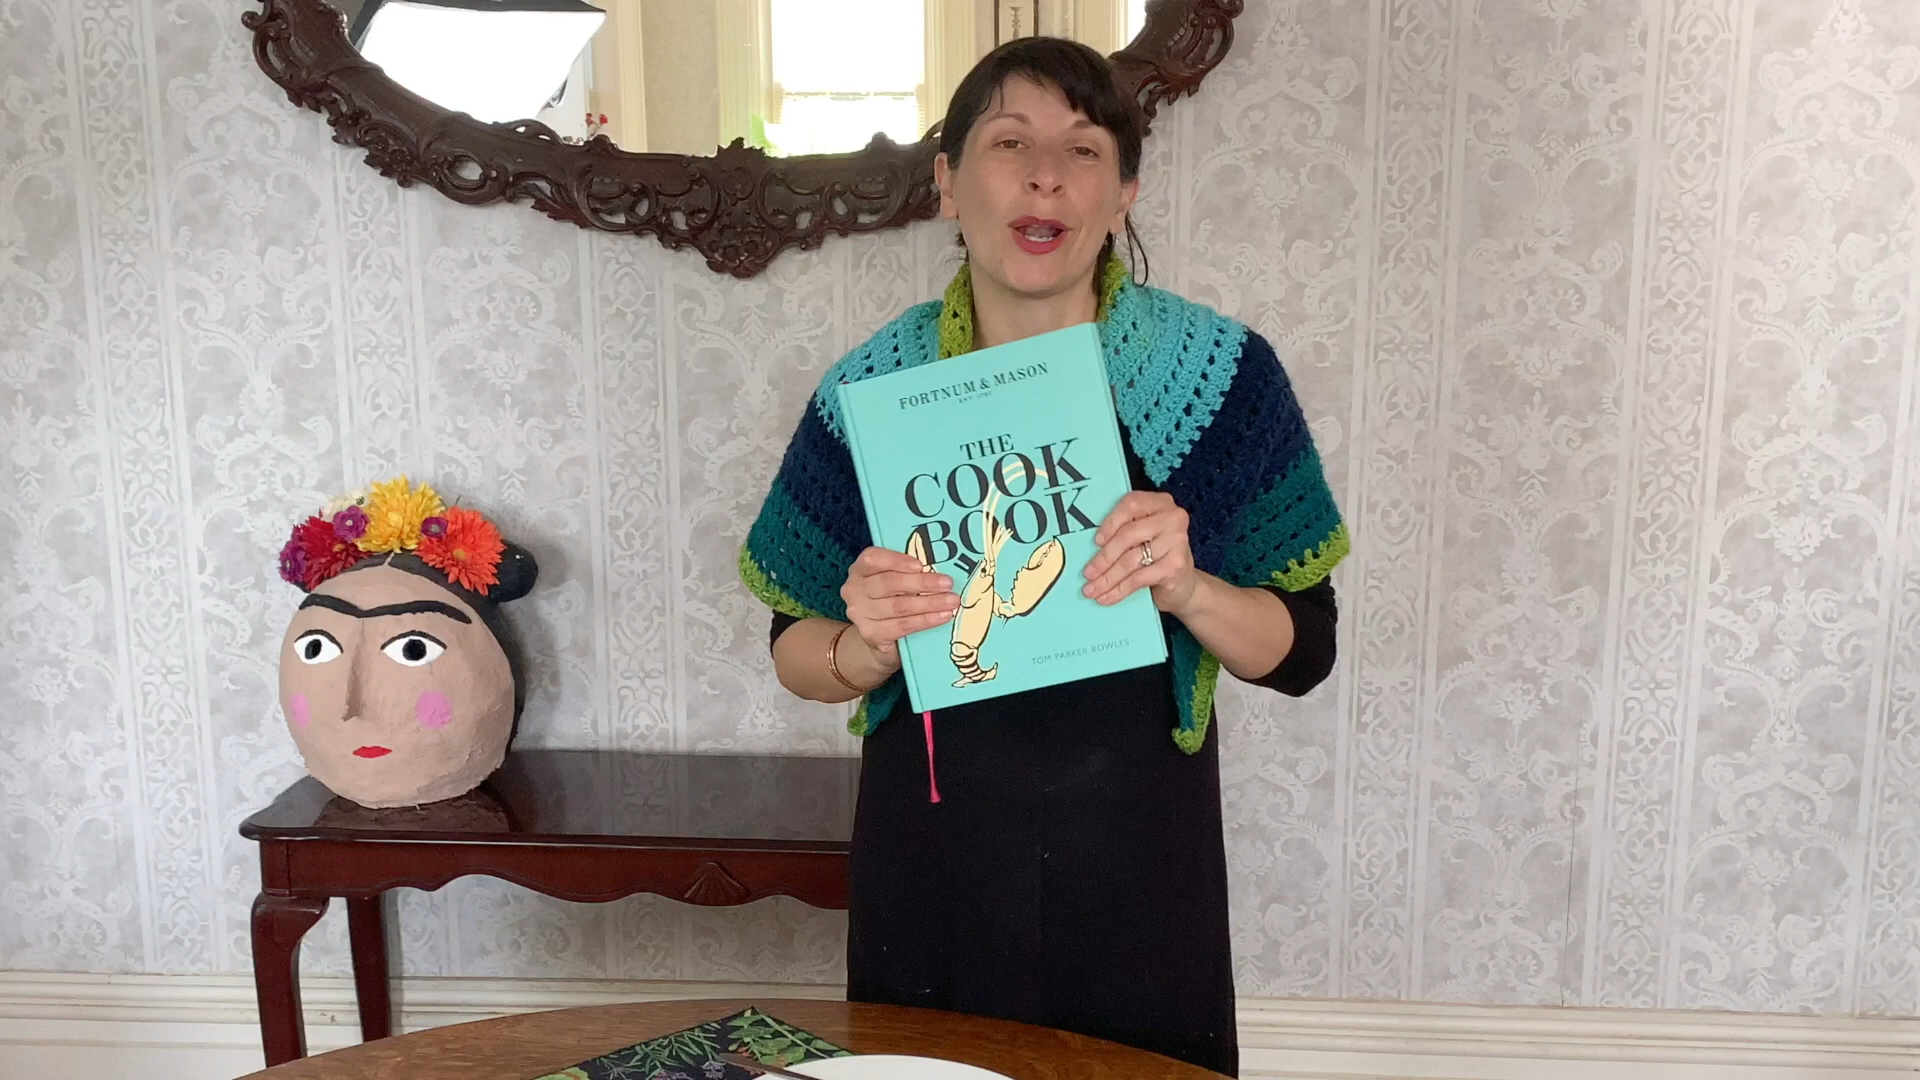 FORTNUM & MASON
EST 1707
THE
COOK
BOOK
TOM PARKER BOWLES